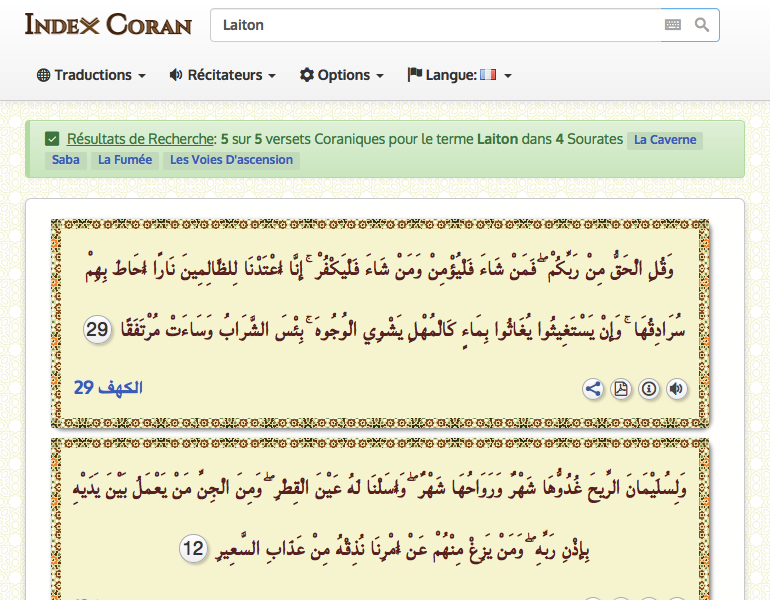 Index Coran
Laiton
Traductions Récitateurs Options Langue:
Résultats de Recherche: 5 sur 5 versets Coraniques pour le terme Laiton dans 4 Sourates La Caverne
Saba La Fumée Les Voies D'ascension
وَقُلِ الْحَقُّ مِنْ رَبِّكُمْ ۖ فَمَنْ شَاءَ فَلْيُؤْمِنْ وَمَنْ شَاءَ فَلْيَكْفُرْ ۚ إِنَّا أَعْتَدْنَا لِلظَّالِمِينَ نَارًا أَحَاطَ بِهِمْ
سُرَادِقُهَا ۚ وَإِنْ يَسْتَغِيثُوا يُغَاثُوا بِمَاءٍ كَالْمُهْلِ يَشْوِي الْوُجُوهَ ۚ بِئْسَ الشَّرَابُ وَسَاءَتْ مُرْتَفَقًا 29
الكهف 29
وَلِسُلَيْمَانَ الرِّيحَ غُدُوُّهَا شَهْرٌ وَرَوَاحُهَا شَهْرٌ ۖ وَأَسَلْنَا لَهُ عَيْنَ الْقِطْرِ ۖ وَمِنَ الْجِنِّ مَنْ يَعْمَلُ بَيْنَ يَدَيْهِ
بِإِذْنِ رَبِّهِ ۖ وَمَنْ يَزِغْ مِنْهُمْ عَنْ أَمْرِنَا نُذِقْهُ مِنْ عَذَابِ السَّعِيرِ 12